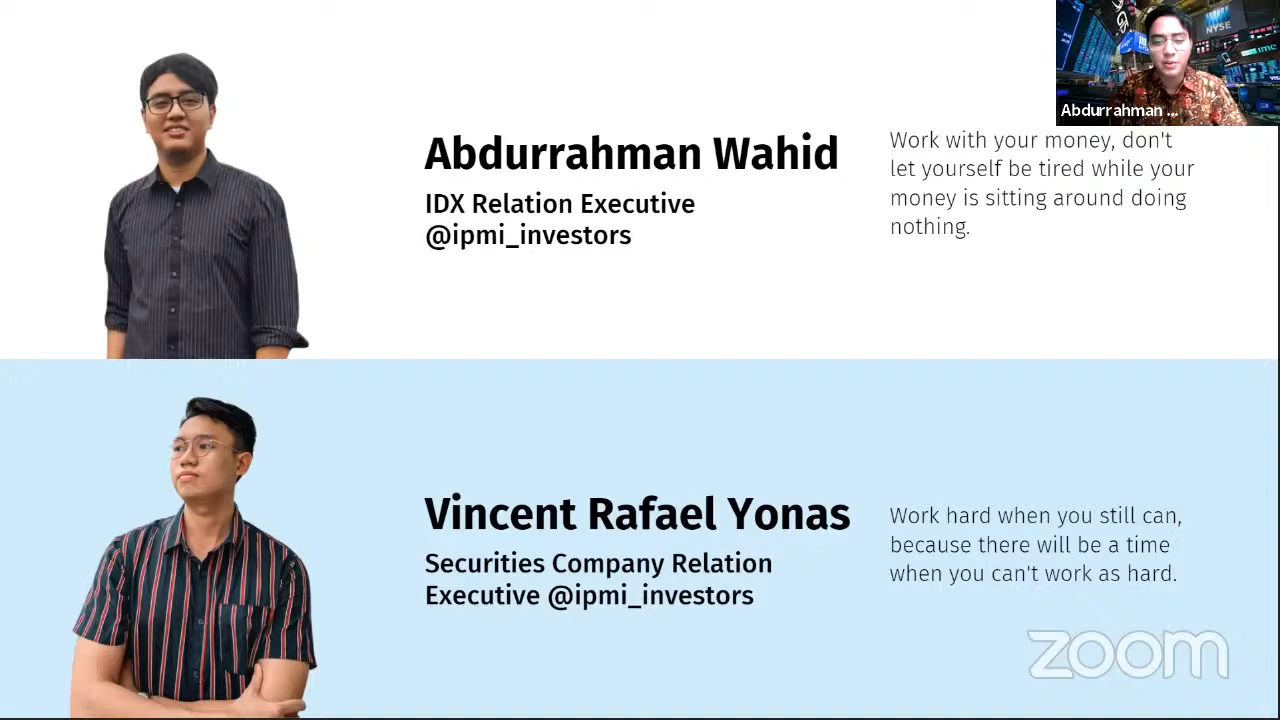 Abdurrahman Wahid
IDX Relation Executive
@ipmi_investors
Work with your money, don't
let yourself be tired while your
money is sitting around doing
nothing.
NYSE
imc
Abdurrahman ...
Vincent Rafael Yonas
Securities Company Relation
Executive @ipmi_investors
Work hard when you still can,
because there will be a time
when you can't work as hard.
zoom